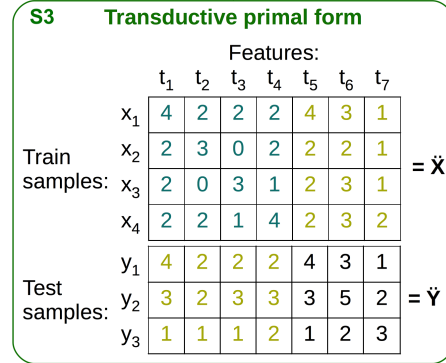 S3 Transductive primal form
Features:
t1 t2 t3 t4 t5 t6 t7
x1 4 2 2 2 4 3 1
x2 2 3 0 2 2 2 1
x3 2 0 3 1 2 3 1
x4 2 2 1 4 2 3 2
Train
samples:
= Ẍ
y1 4 2 2 2 4 3 1
y2 3 2 3 3 3 5 2
y3 1 1 1 2 1 2 3
Test
samples:
= Ÿ